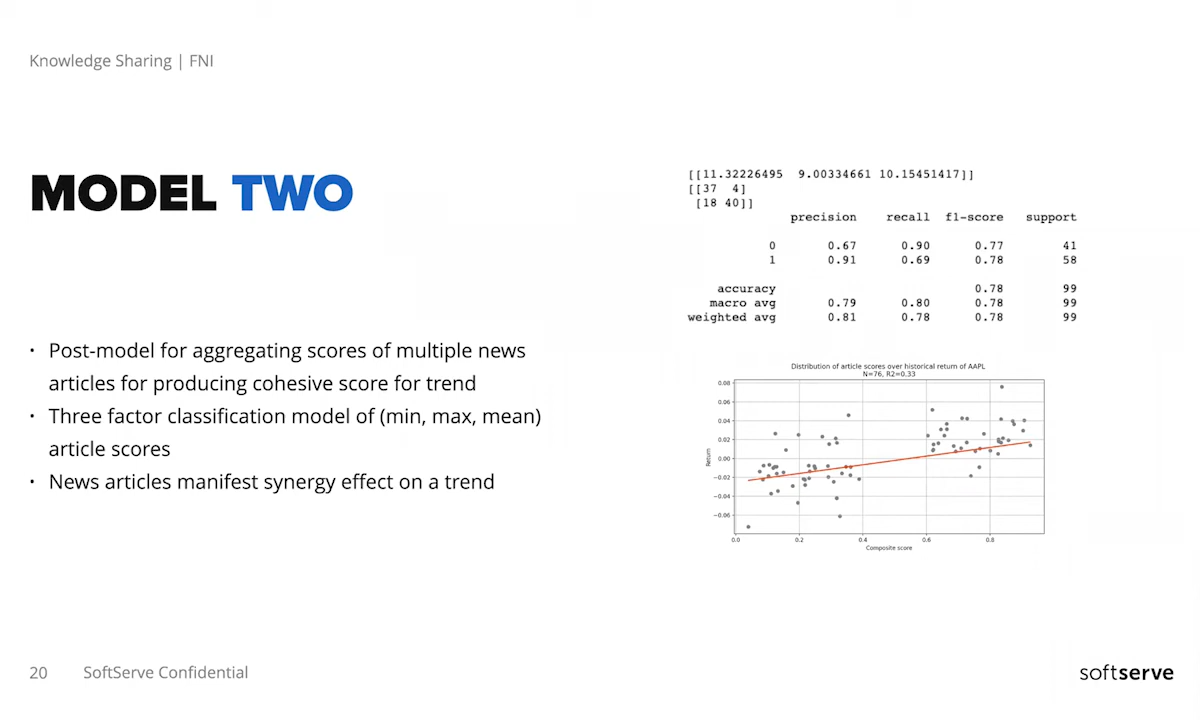 Knowledge Sharing | FNI
MODEL TWO
· Post-model for aggregating scores of multiple news
articles for producing cohesive score for trend
· Three factor classification model of (min, max, mean)
article scores
· News articles manifest synergy effect on a trend
[[11.32226495 9.00334661 10.15451417]]
[[37 4]
[18 40]]
precision recall f1-score support
0 0.67 0.90 0.77 41
1 0.91 0.69 0.78 58
accuracy 0.78 99
macro avg 0.79 0.80 0.78 99
weighted avg 0.81 0.78 0.78 99
Distribution of article scores over historical return of AAPL
N=76, R2=0.33
0.08
0.06
0.04
0.02
0.00
−0.02
−0.04
−0.06
Return
0.0 0.2 0.4 0.6 0.8
Composite score
20 SoftServe Confidential
softserve